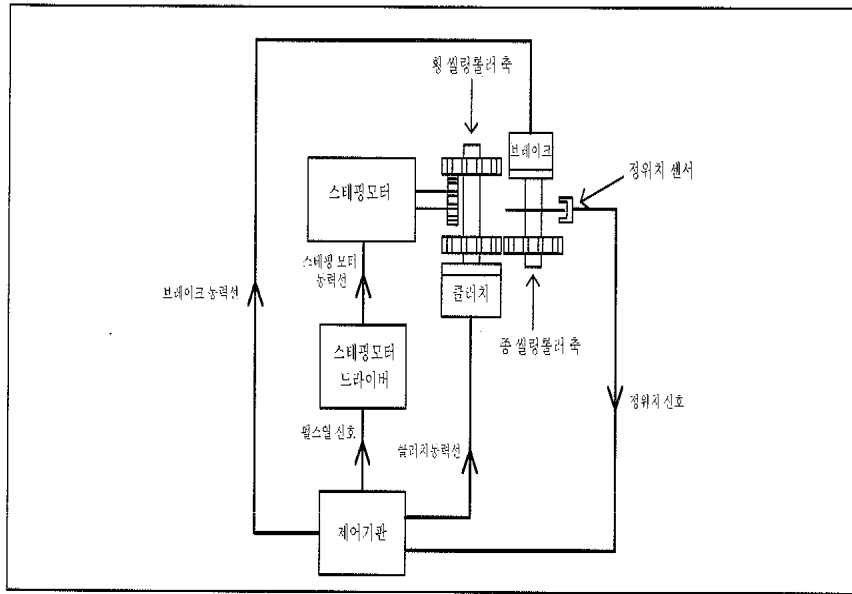 횡 씰링롤러 축
브레이크
정위치 센서
스테핑모터
스테핑 모터
동력선
클러치
브레이크 동력선
스테핑모터
드라이버
종 씰링롤러 축
정위치 신호
펄스열 신호
클러치동력선
제어기판